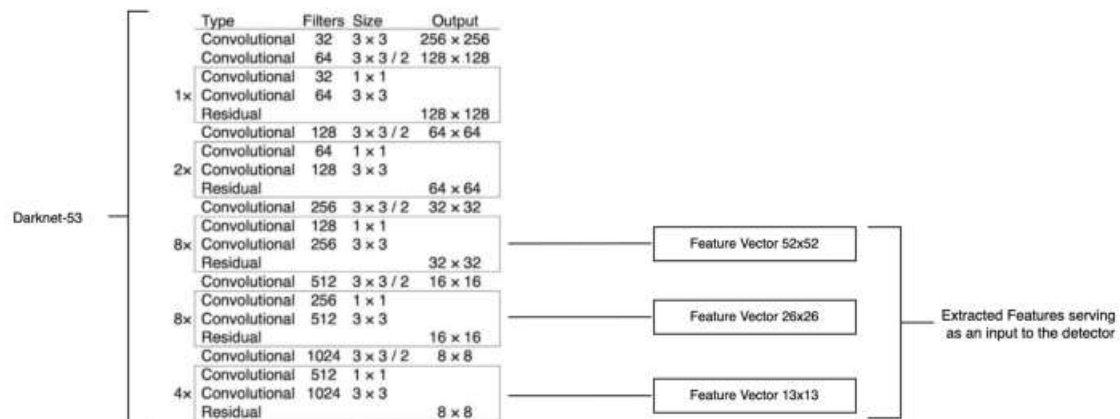 Type Filters Size Output
Convolutional 32 3 × 3 256 × 256
Convolutional 64 3 × 3 / 2 128 × 128
Convolutional 32 1 × 1
1× Convolutional 64 3 × 3
Residual 128 × 128
Convolutional 128 3 × 3 / 2 64 × 64
Convolutional 64 1 × 1
2× Convolutional 128 3 × 3
Residual 64 × 64
Darknet-53
Convolutional 256 3 × 3 / 2 32 × 32
Convolutional 128 1 × 1
8× Convolutional 256 3 × 3
Residual 32 × 32
Convolutional 512 3 × 3 / 2 16 × 16
Convolutional 256 1 × 1
8× Convolutional 512 3 × 3
Residual 16 × 16
Convolutional 1024 3 × 3 / 2 8 × 8
Convolutional 512 1 × 1
4× Convolutional 1024 3 × 3
Residual 8 × 8
Feature Vector 52x52
Feature Vector 26x26
Feature Vector 13x13
Extracted Features serving
as an input to the detector